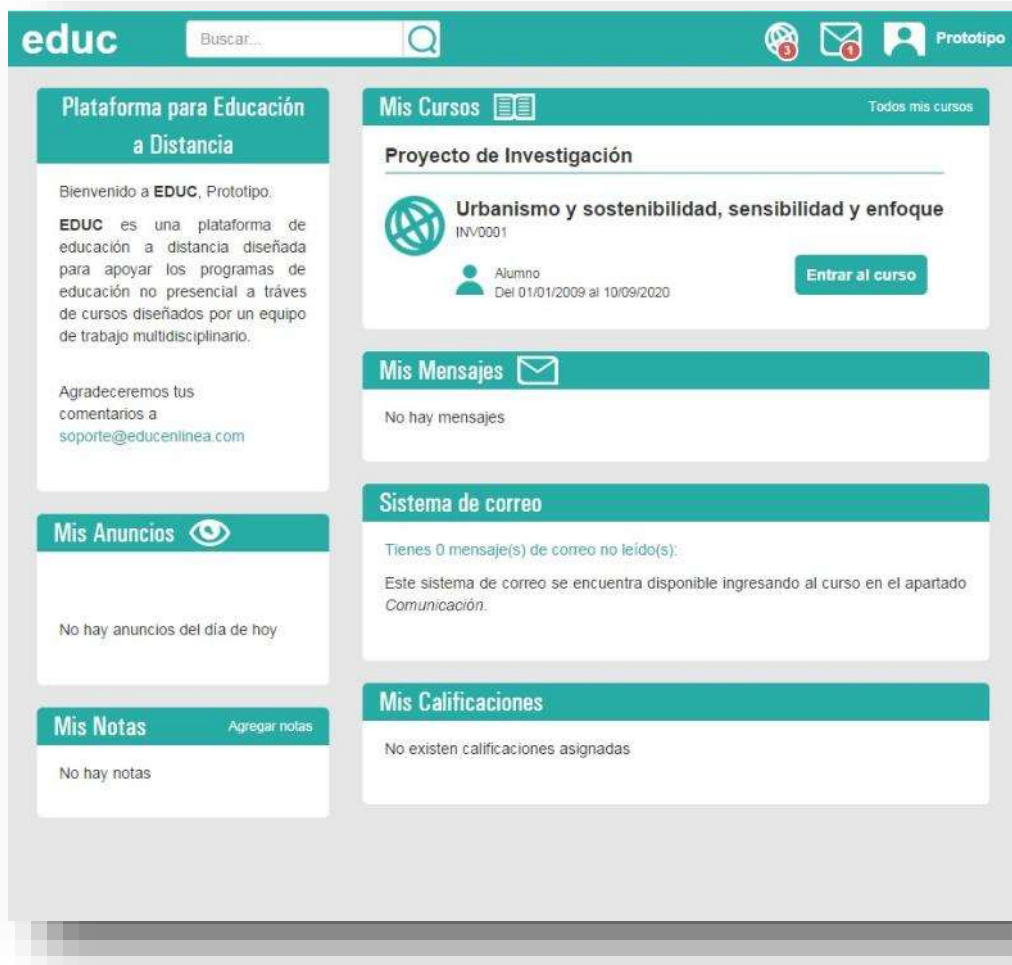 educ
Buscar...
3
1
Prototipo
Plataforma para Educación
a Distancia
Bienvenido a EDUC, Prototipo.
EDUC es una plataforma de
educación a distancia diseñada
para apoyar los programas de
educación no presencial a tráves
de cursos diseñados por un equipo
de trabajo multidisciplinario.
Agradeceremos tus
comentarios a
soporte@educenlinea.com
Mis Anuncios
No hay anuncios del día de hoy
Mis Notas
Agregar notas
No hay notas
Mis Cursos
Todos mis cursos
Proyecto de Investigación
Urbanismo y sostenibilidad, sensibilidad y enfoque
INV0001
Alumno
Del 01/01/2009 al 10/09/2020
Entrar al curso
Mis Mensajes
No hay mensajes
Sistema de correo
Tienes 0 mensaje(s) de correo no leído(s):
Este sistema de correo se encuentra disponible ingresando al curso en el apartado
Comunicación.
Mis Calificaciones
No existen calificaciones asignadas